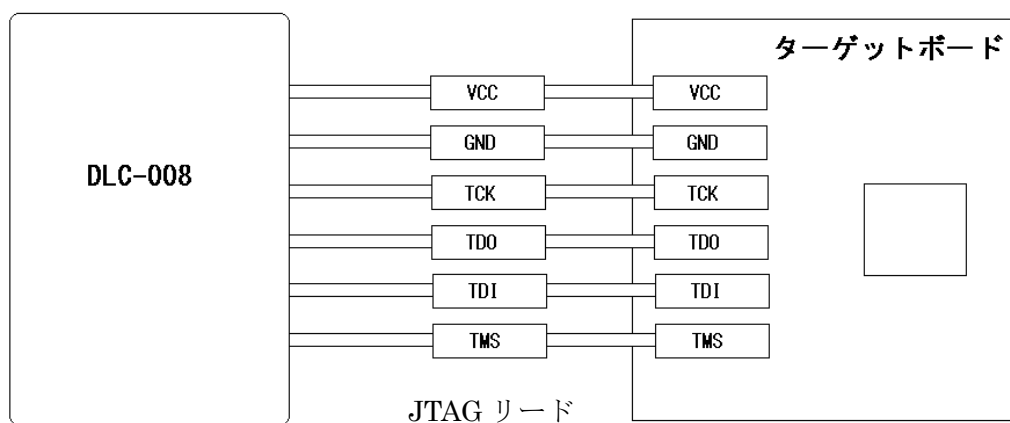 ターゲットボード
DLC-008
VCC VCC
GND GND
TCK TCK
TDO TDO
TDI TDI
TMS TMS
JTAG リード